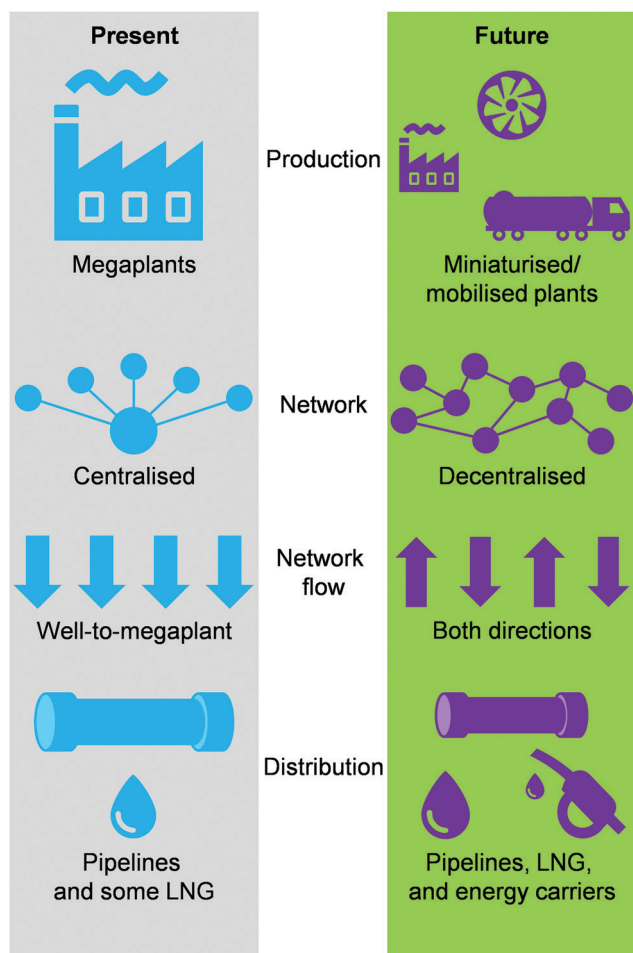 Present
Future
Production
Megaplants
Miniaturised/
mobilised plants
Network
Centralised
Decentralised
Network
flow
Well-to-megaplant
Both directions
Distribution
Pipelines
and some LNG
Pipelines, LNG,
and energy carriers